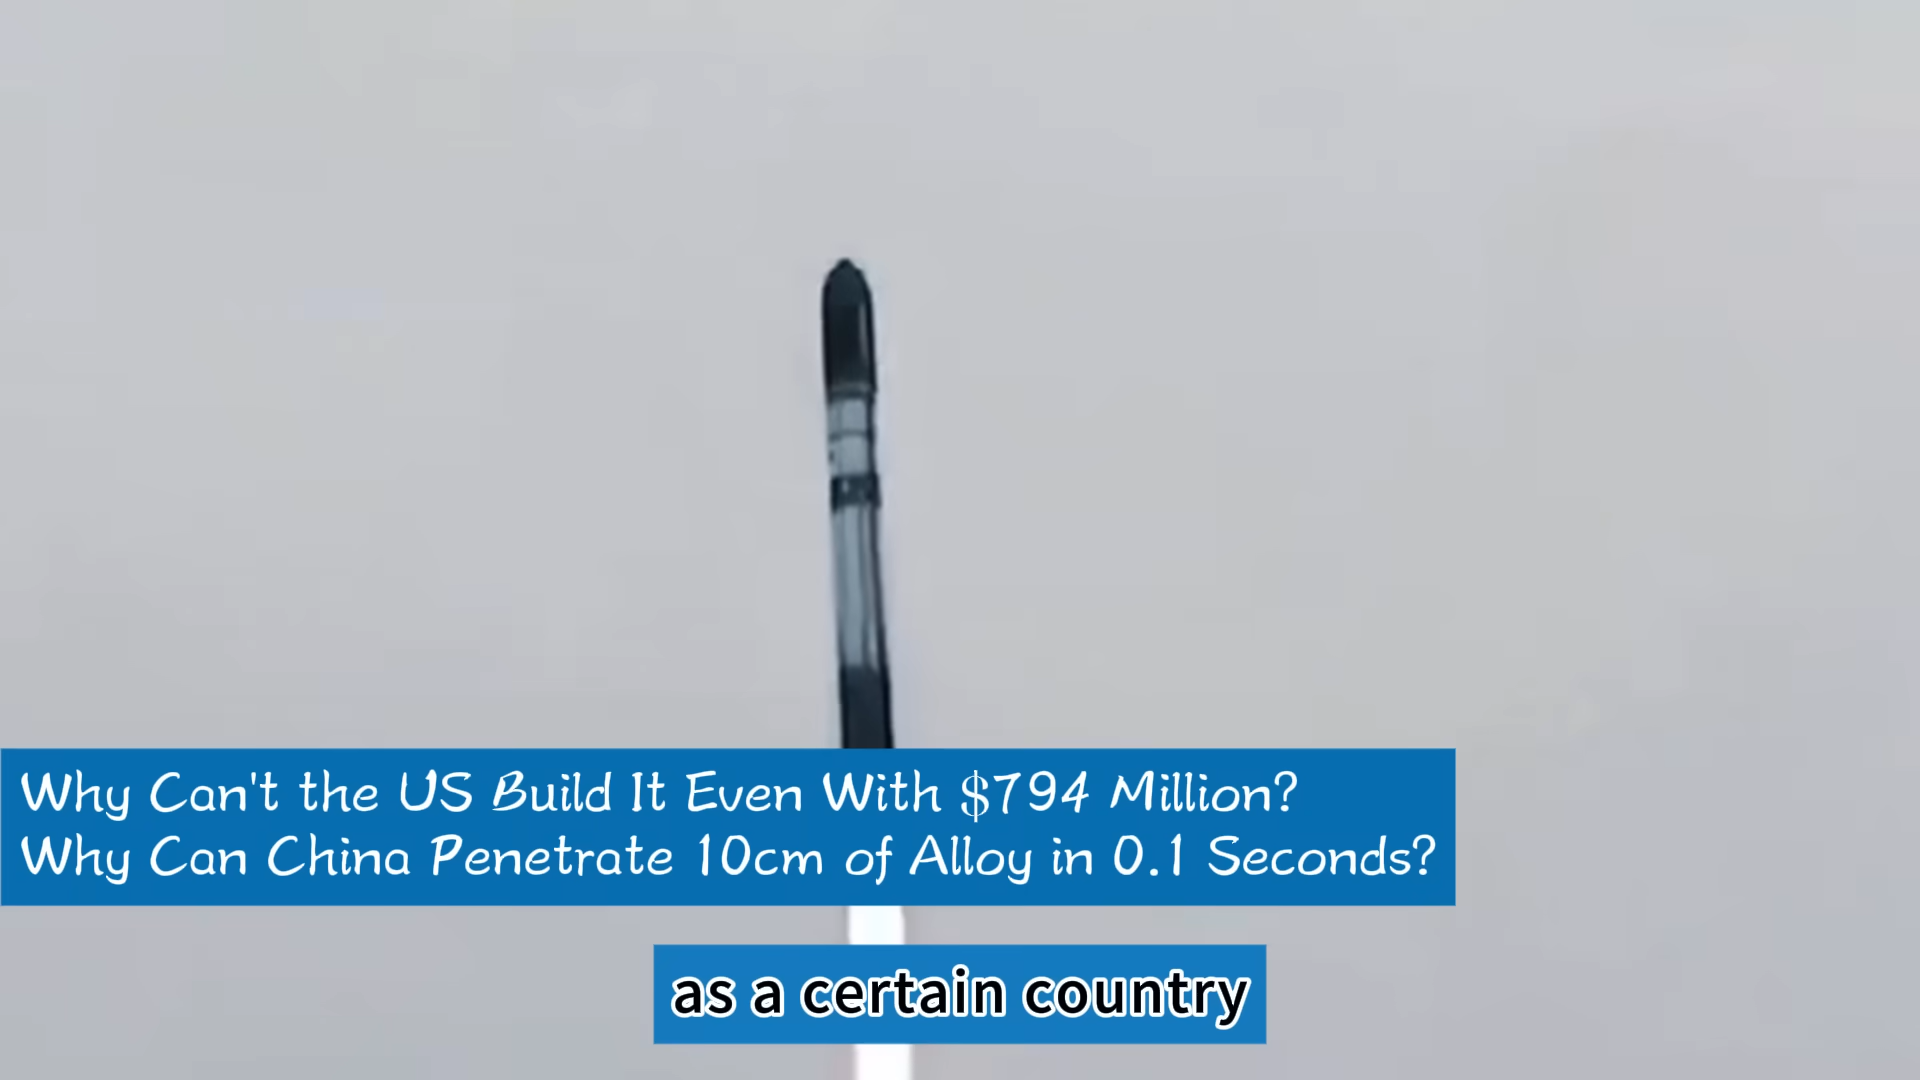 Why Can't the US Build It Even With $794 Million?
Why Can China Penetrate 10cm of Alloy in 0.1 Seconds?
as a certain country